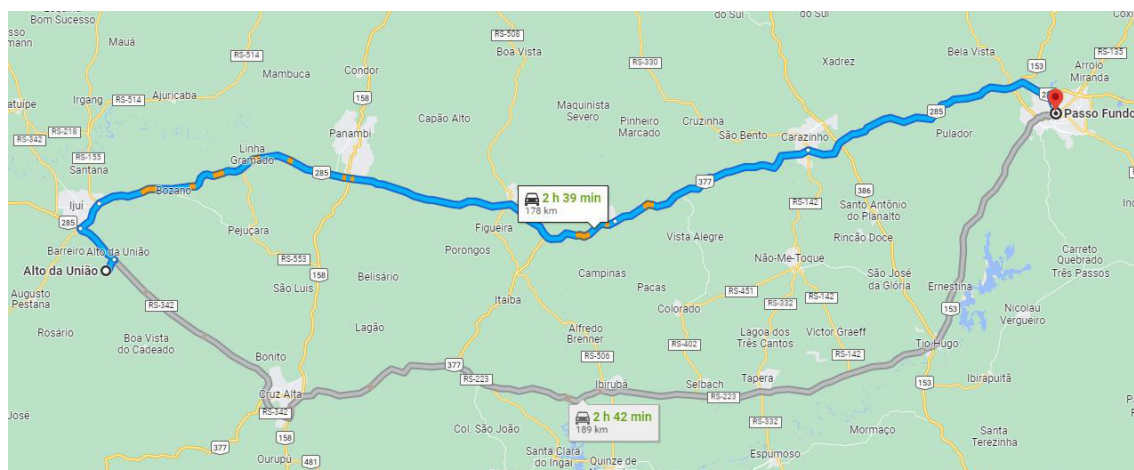 Bom Sucesso
Mauá
RS-514
Mambuca
RS-508
Boa Vista
RS-330
do Sul
do Sul
Xadrez
Bela Vista
153
RS-135
Arroio
Miranda
Condor
158
Irgang
Ajuricaba
RS-514
RS-342
RS-218
RS-155
Santana
Linha
Gramado
Panambi
Capão Alto
Maquinista
Severo
Pinheiro
Marcado
Cruzinha
São Bento
Carazinho
285
Pulador
Passo Fundo
Bozano
285
377
Ijuí
285
2 h 39 min
178 km
RS-142
386
Santo Antônio
do Planalto
Pejuçara
Figueira
Barreiro
Alto da União
Alto da União
RS-553
Porongos
Vista Alegre
Rincão Doce
Carreto
Quebrado
Três Passos
158
Belisário
Campinas
Não-Me-Toque
Augusto
Pestana
São Luis
Itaíba
Pacas
São José
da Glória
Ernestina
RS-342
RS-451
RS-142
153
Nicolau
Vergueiro
Rosário
Boa Vista
do Cadeado
Lagão
Colorado
RS-332
Alfredo
Brenner
Lagoa dos
Três Cantos
Victor Graeff
Tio Hugo
Bonito
RS-506
RS-402
RS-142
377
RS-223
Ibirubá
Selbach
Tapera
Ibirapuitã
153
Cruz Alta
RS-342
RS-223
José
2 h 42 min
189 km
158
377
Col. São João
RS-332
Mormaço
Santa
Terezinha
Ourupú
481
Santa Clara
do Ingaí
Quinze de
Espumoso